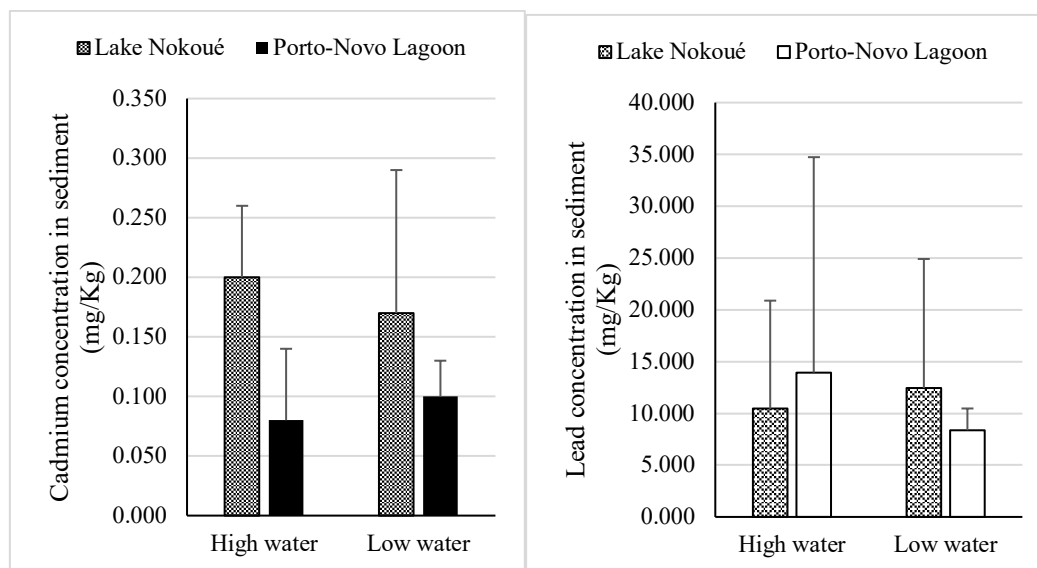 Lake Nokoué Porto-Novo Lagoon
Cadmium concentration in sediment
(mg/Kg)
0.350
0.300
0.250
0.200
0.150
0.100
0.050
0.000
High water Low water
Lake Nokoué Porto-Novo Lagoon
Lead concentration in sediment
(mg/Kg)
40.000
35.000
30.000
25.000
20.000
15.000
10.000
5.000
0.000
High water Low water